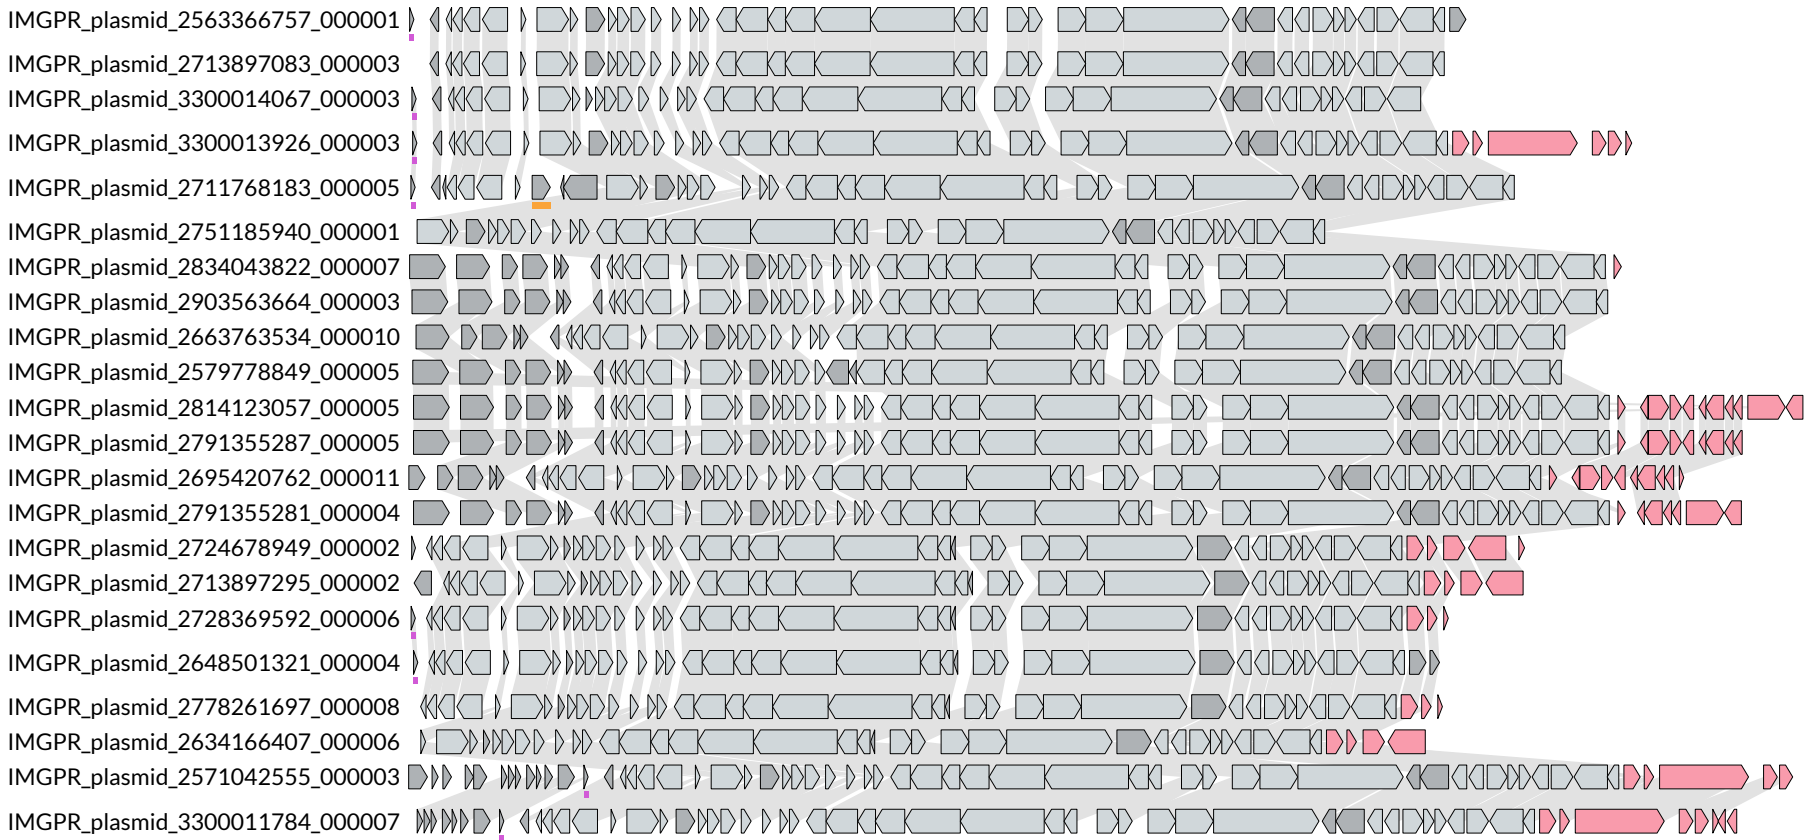 IMGPR_plasmid_2563366757_000001
IMGPR_plasmid_2713897083_000003
IMGPR_plasmid_3300014067_000003
IMGPR_plasmid_3300013926_000003
IMGPR_plasmid_2711768183_000005
IMGPR_plasmid_2751185940_000001
IMGPR_plasmid_2834043822_000007
IMGPR_plasmid_2903563664_000003
IMGPR_plasmid_2663763534_000010
IMGPR_plasmid_2579778849_000005
IMGPR_plasmid_2814123057_000005
IMGPR_plasmid_2791355287_000005
IMGPR_plasmid_2695420762_000011
IMGPR_plasmid_2791355281_000004
IMGPR_plasmid_2724678949_000002
IMGPR_plasmid_2713897295_000002
IMGPR_plasmid_2728369592_000006
IMGPR_plasmid_2648501321_000004
IMGPR_plasmid_2778261697_000008
IMGPR_plasmid_2634166407_000006
IMGPR_plasmid_2571042555_000003
IMGPR_plasmid_3300011784_000007